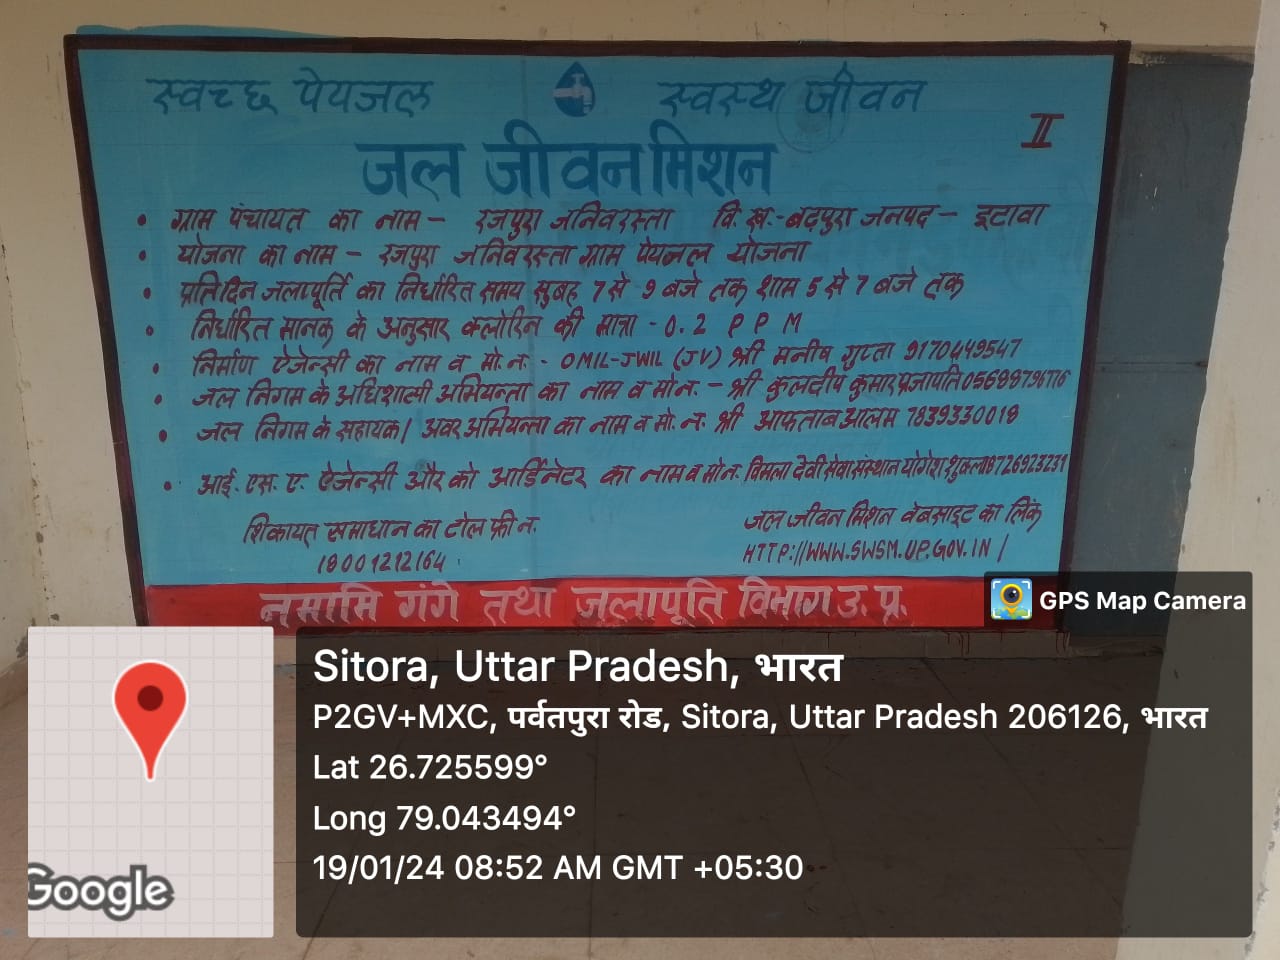 स्वच्छ पेयजल स्वस्थ जीवन
II
जल जीवन मिशन
• ग्राम पंचायत का नाम - रजपुरा जनिवरस्ता वि. ख.- बढ़पुरा जनपद - इटावा
• योजना का नाम - रजपुरा जनिवरस्ता ग्राम पेयजल योजना
• प्रतिदिन जलापूर्ति का निर्धारित समय सुबह 7 से 9 बजे तक शाम 5 से 7 बजे तक
• निर्धारित मानक के अनुसार क्लोरिन की मात्रा - 0.2 PPM
• निर्माण ऐजेन्सी का नाम व मो. न. - OMIL-JWIL (JV) श्री मनीष गुप्ता 9170449547
• जल निगम के अधिशासी अभियन्ता का नाम व मो न. - श्री कुलदीप कुमार प्रजापति
• जल निगम के सहायक/ अवर अभियन्ता का नाम व मो. न. श्री आफताब आलम 7839330018
• आई. एस. ए. ऐजेन्सी और को आर्डिनेटर का नाम व मो न. विमला देवी सेवा संस्थान योगेश शुक्ला
शिकायत समाधान का टोल फ्री न.
18001212164
जल जीवन मिशन वेबसाइट का लिंक
HTTP://WWW.SWSM.UP.GOV.IN/
नमामि गंगे तथा जलापूर्ति विभाग उ. प्र.
GPS Map Camera
Sitora, Uttar Pradesh, भारत
P2GV+MXC, पर्वतपुरा रोड, Sitora, Uttar Pradesh 206126, भारत
Lat 26.725599°
Long 79.043494°
19/01/24 08:52 AM GMT +05:30
Google